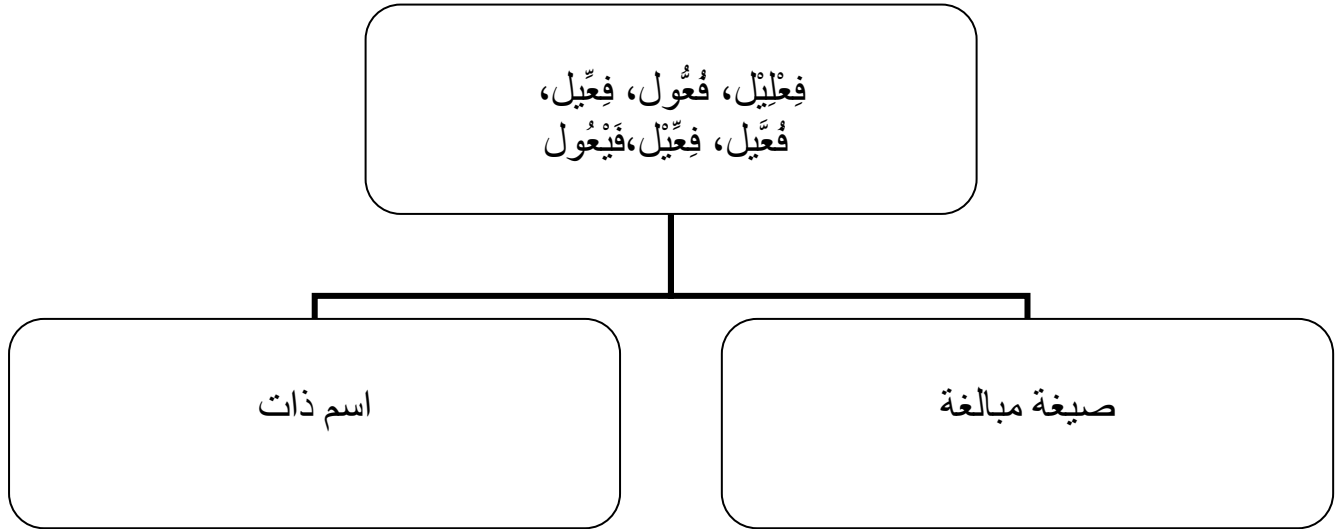 فِعْلِيْل، فُعُّول، فِعِّيل،
فُعَّيل، فِعِّيْل،فَيْعُول
صيغة مبالغة
اسم ذات